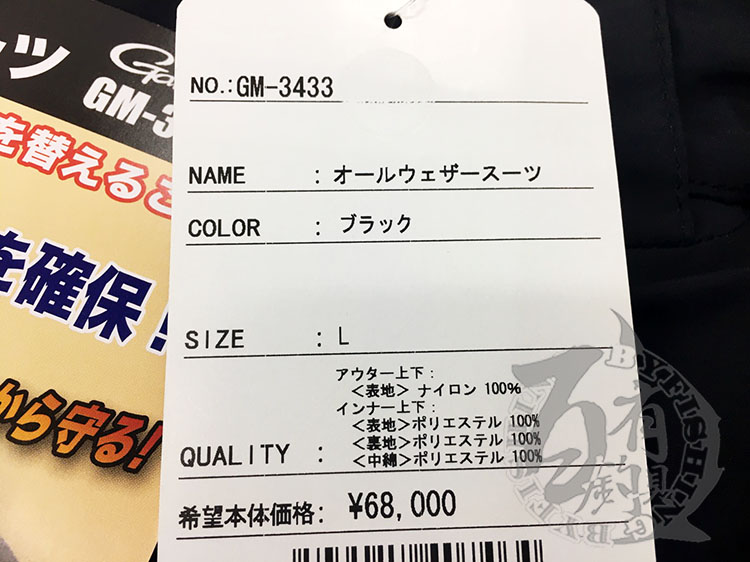 ーツ
GM-3
を替えるこ
を確保！
から守る!
NO.:GM-3433
NAME : オールウェザースーツ
COLOR : ブラック
SIZE : L
アウター上下:
<表地> ナイロン 100%
インナー上下:
<表地>ポリエステル 100%
<裏地>ポリエステル 100%
QUALITY : <中綿>ポリエステル 100%
希望本体価格: ¥68,000